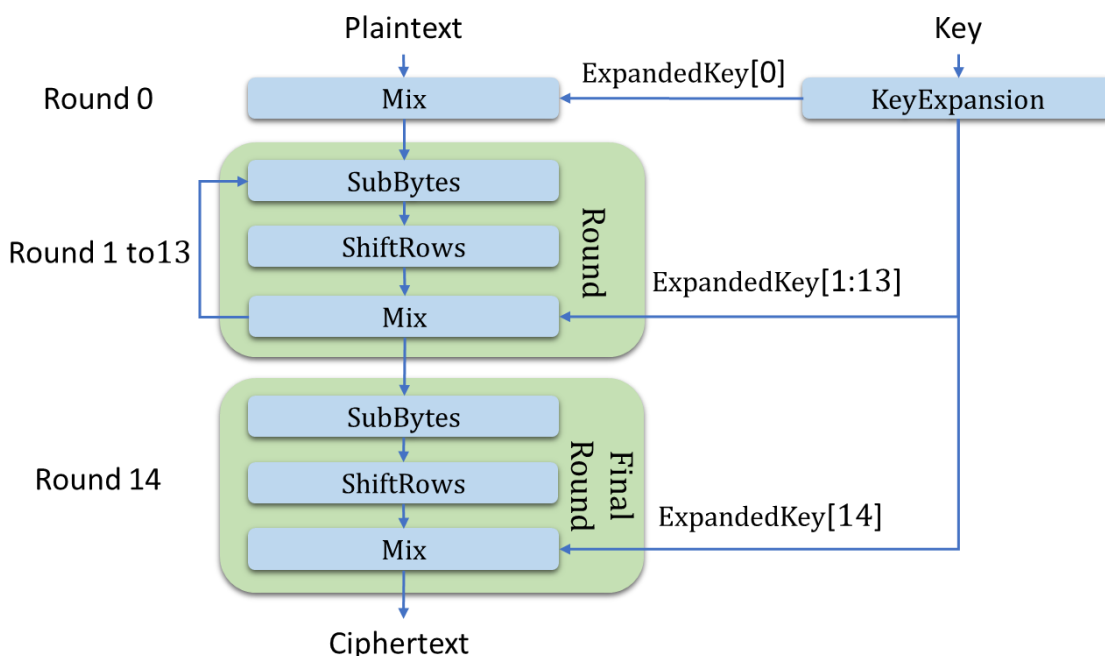 Plaintext
Key
Round 0
Mix
ExpandedKey[0]
KeyExpansion
SubBytes
ShiftRows
Mix
Round
Round 1 to13
ExpandedKey[1:13]
SubBytes
ShiftRows
Mix
Final
Round
Round 14
ExpandedKey[14]
Ciphertext